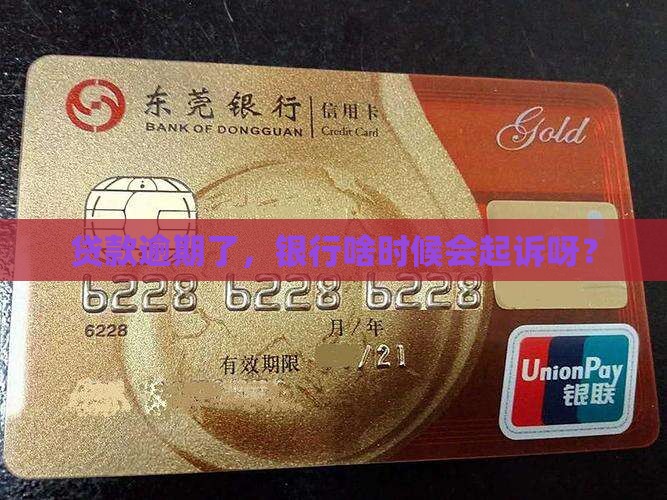 东莞银行 信用卡
BANK OF DONGGUAN Credit Card
Gold
贷款逾期了，银行啥时候会起诉呀？
6228 6228 6228
6228
月/年
有效期限 /21
UnionPay
银联